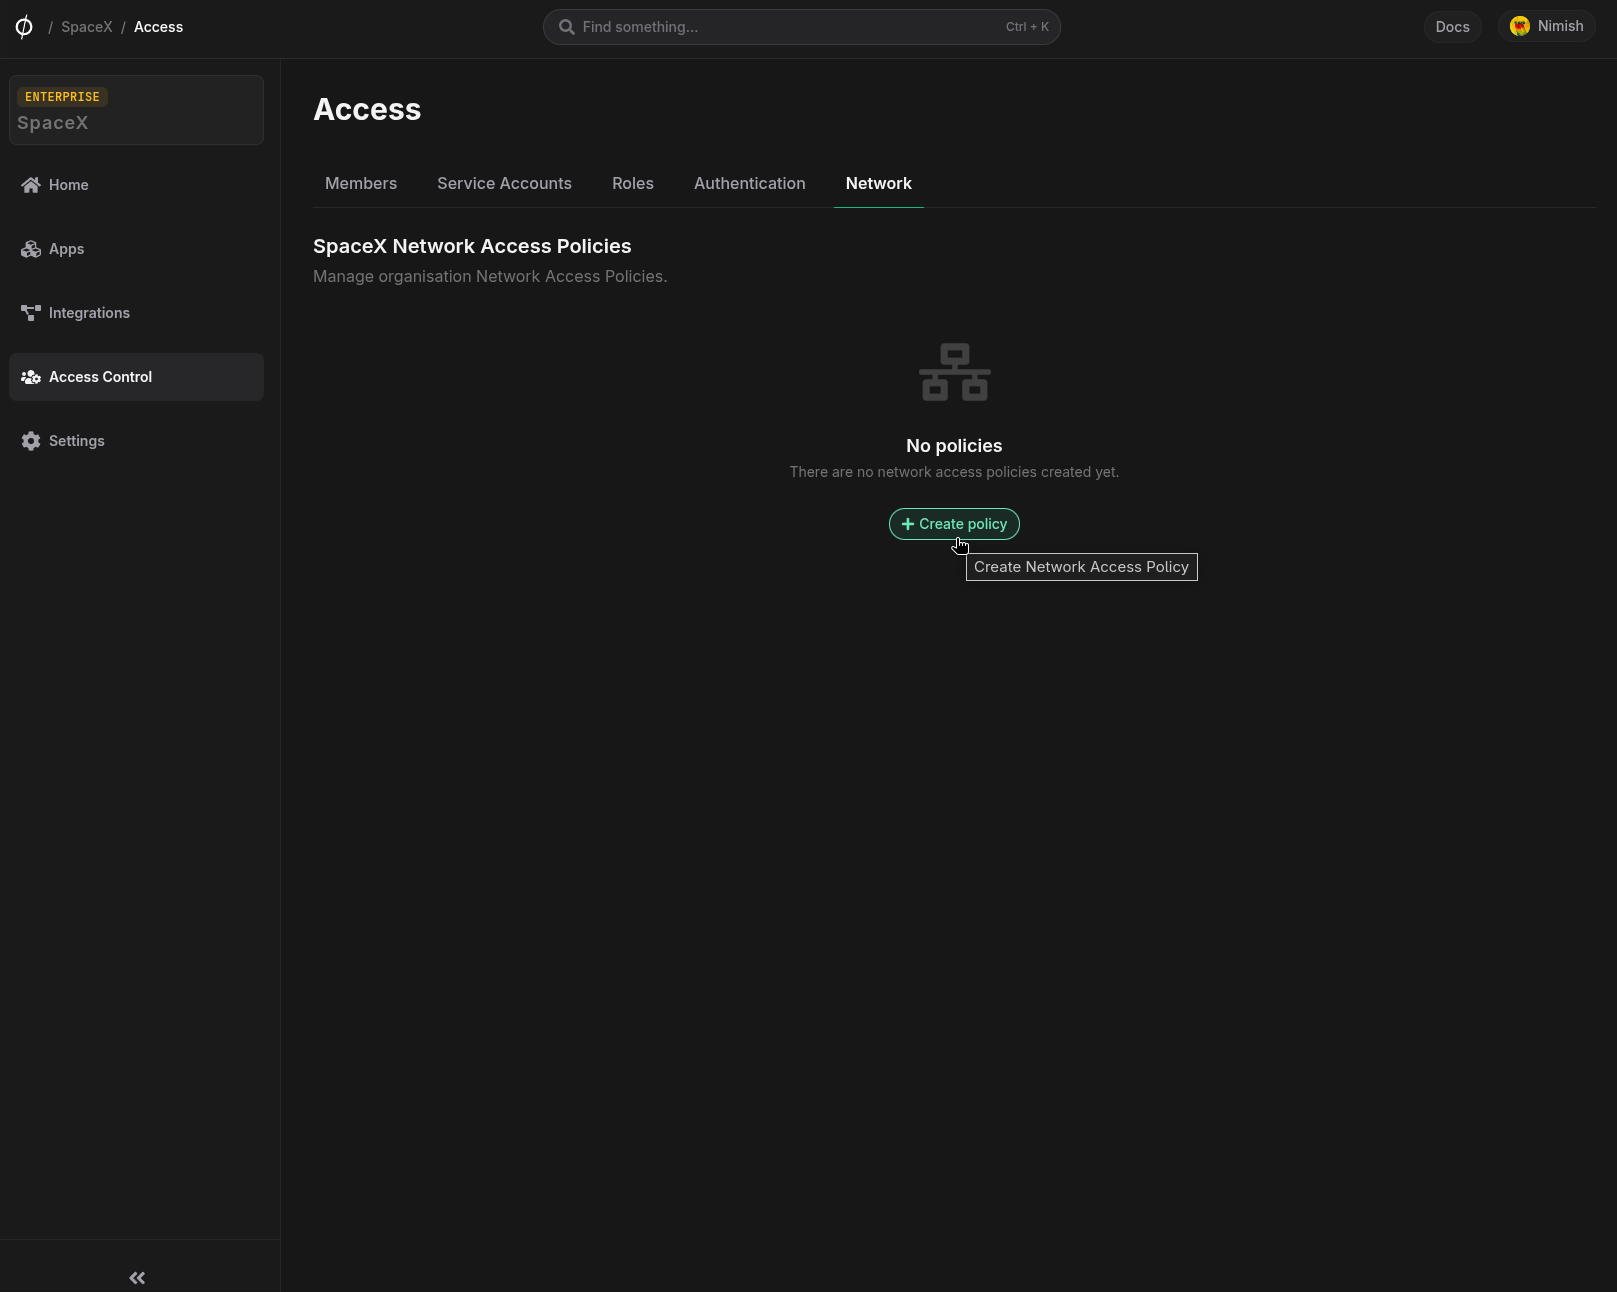 / SpaceX / Access
Find something... Ctrl + K
Docs
Nimish
ENTERPRISE
SpaceX
Home
Apps
Integrations
Access Control
Settings
Access
Members Service Accounts Roles Authentication Network
SpaceX Network Access Policies
Manage organisation Network Access Policies.
No policies
There are no network access policies created yet.
Create policy
Create Network Access Policy